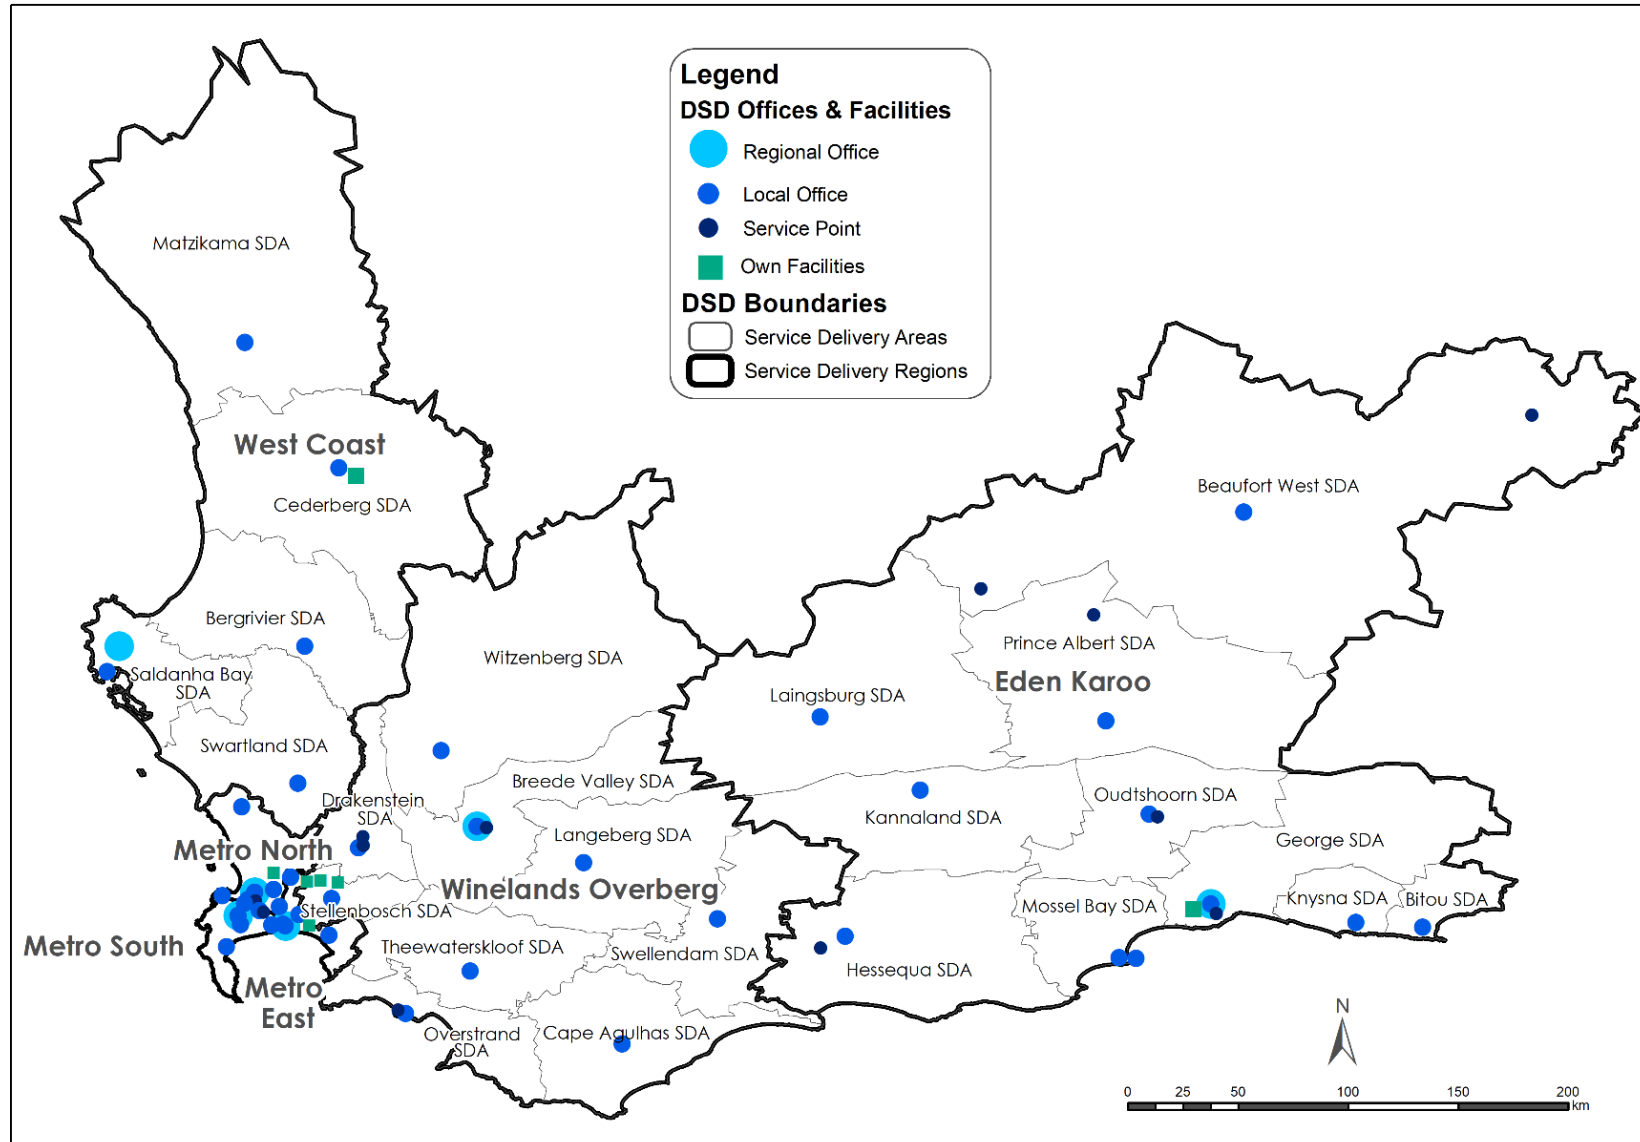 Legend
DSD Offices & Facilities
Regional Office
Local Office
Service Point
Own Facilities
DSD Boundaries
Service Delivery Areas
Service Delivery Regions
Matzikama SDA
West Coast
Cederberg SDA
Beaufort West SDA
Bergrivier SDA
Witzenberg SDA
Prince Albert SDA
Saldanha Bay
SDA
Laingsburg SDA
Eden Karoo
Swartland SDA
Breede Valley SDA
Drakenstein
SDA
Kannaland SDA
Oudtshoorn SDA
Langeberg SDA
George SDA
Metro North
Winelands Overberg
Stellenbosch SDA
Mossel Bay SDA
Knysna SDA
Bitou SDA
Metro South
Theewaterskloof SDA
Swellendam SDA
Hessequa SDA
Metro
East
Overstrand
SDA
Cape Agulhas SDA
N
0 25 50 100 150 200
km